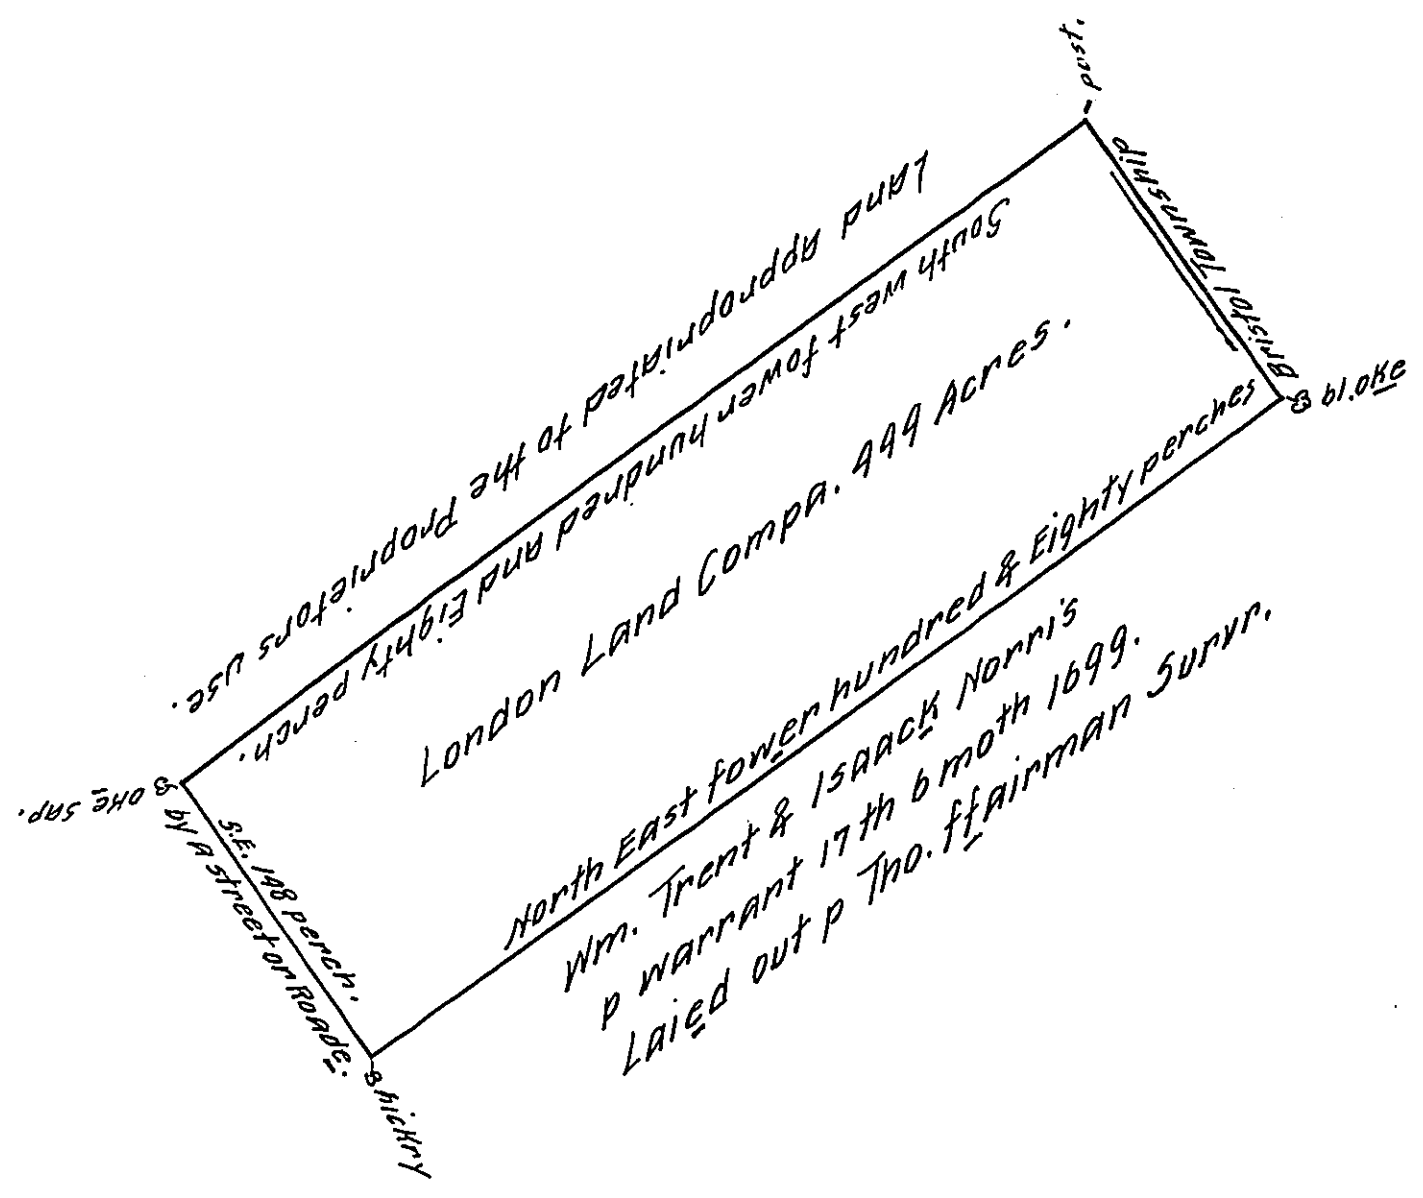 post.
Land appropriated to the Proprietors use.
South west fower hundred and Eighty perch.
Bristol Township
bl. oke
London Land Compa. 444 Acres.
North East fower hundred & Eighty perches
oke sap.
S.E. 148 perch.
by a street or Roade.
hickry
Wm. Trent & Isaack Norris
p warrant 17th 6 moth 1699.
Laied out p Tho. ffairman Survr.